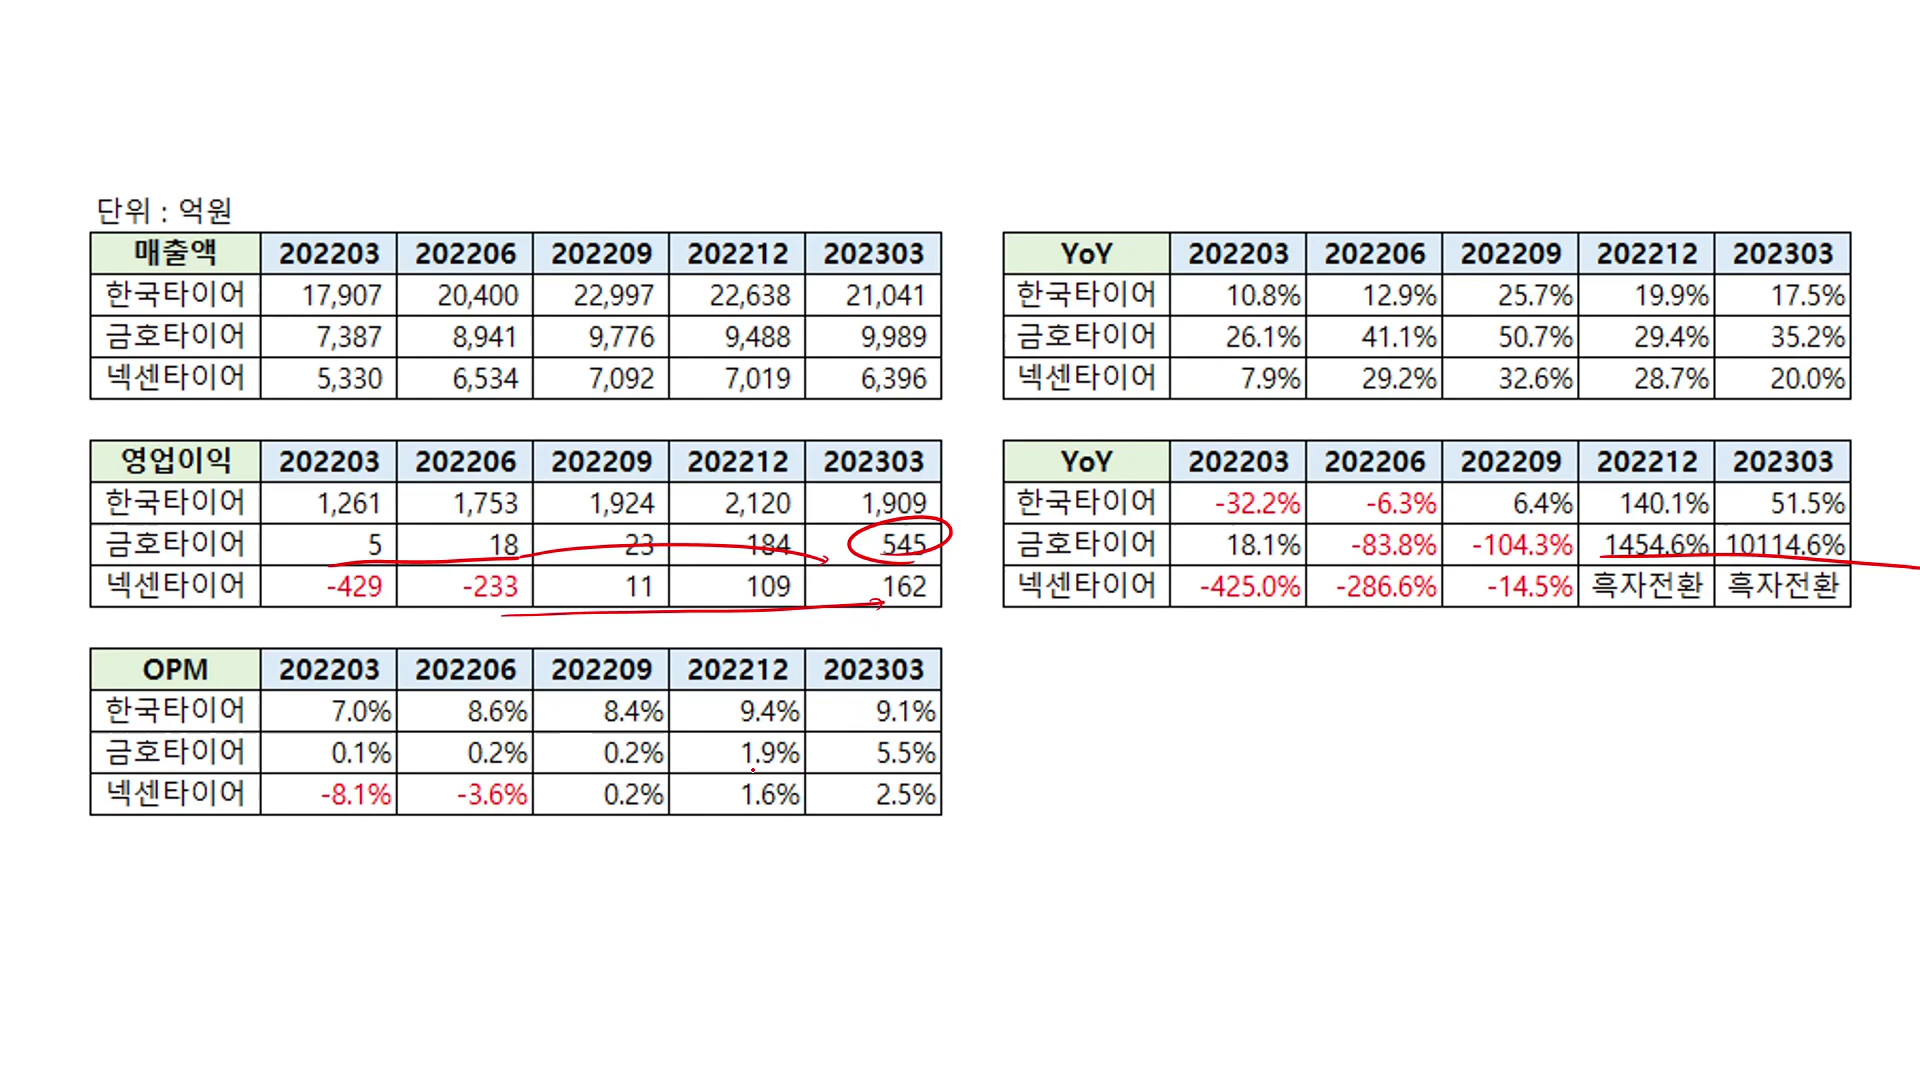 단위 : 억원
매출액 202203 202206 202209 202212 202303
한국타이어 17,907 20,400 22,997 22,638 21,041
금호타이어 7,387 8,941 9,776 9,488 9,989
넥센타이어 5,330 6,534 7,092 7,019 6,396
YoY 202203 202206 202209 202212 202303
한국타이어 10.8% 12.9% 25.7% 19.9% 17.5%
금호타이어 26.1% 41.1% 50.7% 29.4% 35.2%
넥센타이어 7.9% 29.2% 32.6% 28.7% 20.0%
영업이익 202203 202206 202209 202212 202303
한국타이어 1,261 1,753 1,924 2,120 1,909
금호타이어 5 18 23 184 545
넥센타이어 -429 -233 11 109 162
YoY 202203 202206 202209 202212 202303
한국타이어 -32.2% -6.3% 6.4% 140.1% 51.5%
금호타이어 18.1% -83.8% -104.3% 1454.6% 10114.6%
넥센타이어 -425.0% -286.6% -14.5% 흑자전환 흑자전환
OPM 202203 202206 202209 202212 202303
한국타이어 7.0% 8.6% 8.4% 9.4% 9.1%
금호타이어 0.1% 0.2% 0.2% 1.9% 5.5%
넥센타이어 -8.1% -3.6% 0.2% 1.6% 2.5%